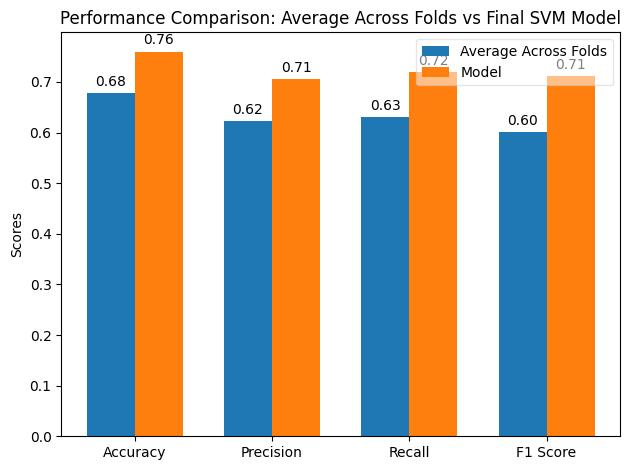 Performance Comparison: Average Across Folds vs Final SVM Model
Average Across Folds
Model
Scores
0.7
0.6
0.5
0.4
0.3
0.2
0.1
0.0
0.68
0.76
0.62
0.71
0.63
0.72
0.60
0.71
Accuracy
Precision
Recall
F1 Score